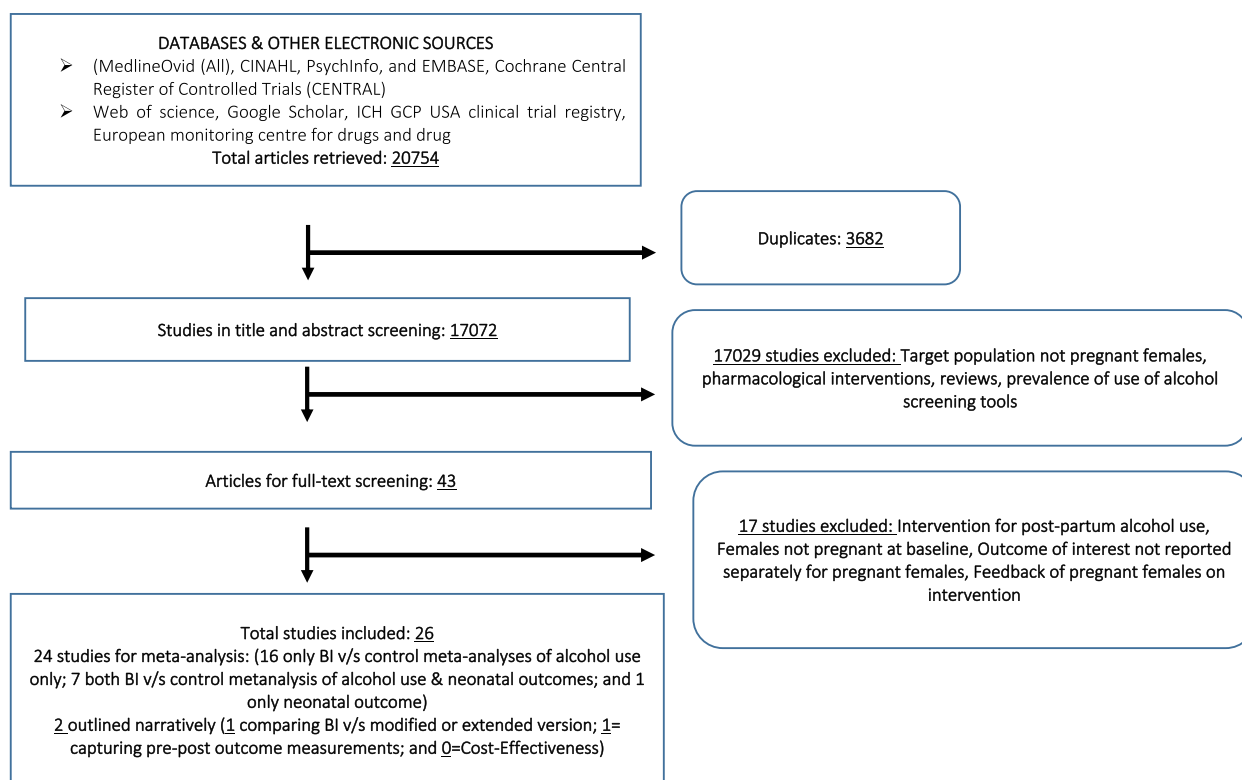 DATABASES & OTHER ELECTRONIC SOURCES
➢ (MedlineOvid (All), CINAHL, PsychInfo, and EMBASE, Cochrane Central
Register of Controlled Trials (CENTRAL)
➢ Web of science, Google Scholar, ICH GCP USA clinical trial registry,
European monitoring centre for drugs and drug
Total articles retrieved: 20754
Duplicates: 3682
Studies in title and abstract screening: 17072
17029 studies excluded: Target population not pregnant females,
pharmacological interventions, reviews, prevalence of use of alcohol
screening tools
Articles for full-text screening: 43
17 studies excluded: Intervention for post-partum alcohol use,
Females not pregnant at baseline, Outcome of interest not reported
separately for pregnant females, Feedback of pregnant females on
intervention
Total studies included: 26
24 studies for meta-analysis: (16 only BI v/s control meta-analyses of alcohol use
only; 7 both BI v/s control metanalysis of alcohol use & neonatal outcomes; and 1
only neonatal outcome)
2 outlined narratively (1 comparing BI v/s modified or extended version; 1=
capturing pre-post outcome measurements; and 0=Cost-Effectiveness)